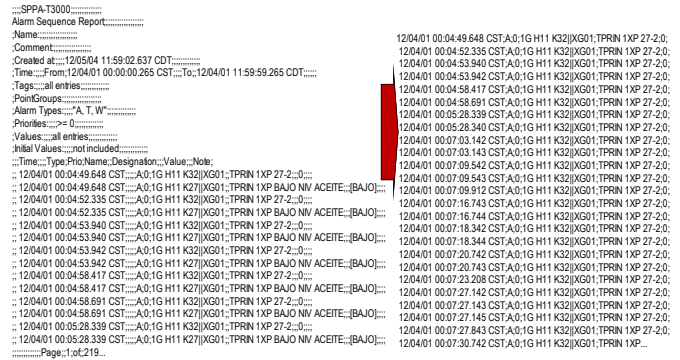 ;;;;SPPA-T3000;;;;;;;;;;;;;;
Alarm Sequence Report;;;;;;;;;;;;;;;;;;
;Name:;;;;;;;;;;;;;;;;;
;Comment:;;;;;;;;;;;;;;;;;
;Created at:;;;;12/05/04 11:59:02.637 CDT;;;;;;;;;;;;;
;Time:;;;;From;12/04/01 00:00:00.265 CST;;;;To;;12/04/01 11:59:59.265 CDT;;;;;;
;Tags:;;;;all entries;;;;;;;;;;;;;
;PointGroups:;;;;;;;;;;;;;;;;;
;Alarm Types:;;;;"A, T, W";;;;;;;;;;;;;
;Priorities:;;;;>= 0;;;;;;;;;;;;;
;Values:;;;;all entries;;;;;;;;;;;;;
;Initial Values:;;;;not included;;;;;;;;;;;;;
;;;Time;;;;Type;Prio;Name;;Designation;;;Value;;;Note;
;; 12/04/01 00:04:49.648 CST;;;;;A;0;1G H11 K32||XG01;;TPRIN 1XP 27-2;;;0;;;;
;; 12/04/01 00:04:49.648 CST;;;;;A;0;1G H11 K27||XG01;;TPRIN 1XP BAJO NIV ACEITE;;;[BAJO];;;;
;; 12/04/01 00:04:52.335 CST;;;;;A;0;1G H11 K32||XG01;;TPRIN 1XP 27-2;;;0;;;;
;; 12/04/01 00:04:52.335 CST;;;;;A;0;1G H11 K27||XG01;;TPRIN 1XP BAJO NIV ACEITE;;;[BAJO];;;;
;; 12/04/01 00:04:53.940 CST;;;;;A;0;1G H11 K32||XG01;;TPRIN 1XP 27-2;;;0;;;;
;; 12/04/01 00:04:53.940 CST;;;;;A;0;1G H11 K27||XG01;;TPRIN 1XP BAJO NIV ACEITE;;;[BAJO];;;;
;; 12/04/01 00:04:53.942 CST;;;;;A;0;1G H11 K32||XG01;;TPRIN 1XP 27-2;;;0;;;;
;; 12/04/01 00:04:53.942 CST;;;;;A;0;1G H11 K27||XG01;;TPRIN 1XP BAJO NIV ACEITE;;;[BAJO];;;;
;; 12/04/01 00:04:58.417 CST;;;;;A;0;1G H11 K32||XG01;;TPRIN 1XP 27-2;;;0;;;;
;; 12/04/01 00:04:58.417 CST;;;;;A;0;1G H11 K27||XG01;;TPRIN 1XP BAJO NIV ACEITE;;;[BAJO];;;;
;; 12/04/01 00:04:58.691 CST;;;;;A;0;1G H11 K32||XG01;;TPRIN 1XP 27-2;;;0;;;;
;; 12/04/01 00:04:58.691 CST;;;;;A;0;1G H11 K27||XG01;;TPRIN 1XP BAJO NIV ACEITE;;;[BAJO];;;;
;; 12/04/01 00:05:28.339 CST;;;;;A;0;1G H11 K32||XG01;;TPRIN 1XP 27-2;;;0;;;;
;; 12/04/01 00:05:28.339 CST;;;;;A;0;1G H11 K27||XG01;;TPRIN 1XP BAJO NIV ACEITE;;;[BAJO];;;;
;;;;;;;;;;;;;Page;;1;of;;219...
12/04/01 00:04:49.648 CST;A;0;1G H11 K32||XG01;TPRIN 1XP 27-2;0;
12/04/01 00:04:52.335 CST;A;0;1G H11 K32||XG01;TPRIN 1XP 27-2;0;
12/04/01 00:04:53.940 CST;A;0;1G H11 K32||XG01;TPRIN 1XP 27-2;0;
12/04/01 00:04:53.942 CST;A;0;1G H11 K32||XG01;TPRIN 1XP 27-2;0;
12/04/01 00:04:58.417 CST;A;0;1G H11 K32||XG01;TPRIN 1XP 27-2;0;
12/04/01 00:04:58.691 CST;A;0;1G H11 K32||XG01;TPRIN 1XP 27-2;0;
12/04/01 00:05:28.339 CST;A;0;1G H11 K32||XG01;TPRIN 1XP 27-2;0;
12/04/01 00:05:28.340 CST;A;0;1G H11 K32||XG01;TPRIN 1XP 27-2;0;
12/04/01 00:07:03.142 CST;A;0;1G H11 K32||XG01;TPRIN 1XP 27-2;0;
12/04/01 00:07:03.143 CST;A;0;1G H11 K32||XG01;TPRIN 1XP 27-2;0;
12/04/01 00:07:09.542 CST;A;0;1G H11 K32||XG01;TPRIN 1XP 27-2;0;
12/04/01 00:07:09.543 CST;A;0;1G H11 K32||XG01;TPRIN 1XP 27-2;0;
12/04/01 00:07:09.912 CST;A;0;1G H11 K32||XG01;TPRIN 1XP 27-2;0;
12/04/01 00:07:16.743 CST;A;0;1G H11 K32||XG01;TPRIN 1XP 27-2;0;
12/04/01 00:07:16.744 CST;A;0;1G H11 K32||XG01;TPRIN 1XP 27-2;0;
12/04/01 00:07:18.342 CST;A;0;1G H11 K32||XG01;TPRIN 1XP 27-2;0;
12/04/01 00:07:18.344 CST;A;0;1G H11 K32||XG01;TPRIN 1XP 27-2;0;
12/04/01 00:07:20.742 CST;A;0;1G H11 K32||XG01;TPRIN 1XP 27-2;0;
12/04/01 00:07:20.743 CST;A;0;1G H11 K32||XG01;TPRIN 1XP 27-2;0;
12/04/01 00:07:23.208 CST;A;0;1G H11 K32||XG01;TPRIN 1XP 27-2;0;
12/04/01 00:07:27.142 CST;A;0;1G H11 K32||XG01;TPRIN 1XP 27-2;0;
12/04/01 00:07:27.143 CST;A;0;1G H11 K32||XG01;TPRIN 1XP 27-2;0;
12/04/01 00:07:27.145 CST;A;0;1G H11 K32||XG01;TPRIN 1XP 27-2;0;
12/04/01 00:07:27.843 CST;A;0;1G H11 K32||XG01;TPRIN 1XP 27-2;0;
12/04/01 00:07:30.742 CST;A;0;1G H11 K32||XG01;TPRIN 1XP...